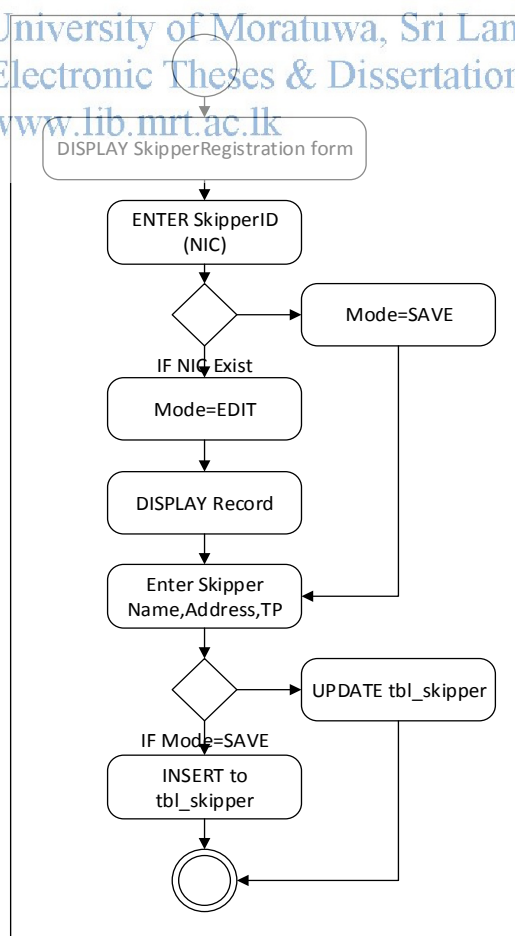 University of Moratuwa, Sri Lan
Electronic Theses & Dissertation
www.lib.mrt.ac.lk
DISPLAY SkipperRegistration form
ENTER SkipperID
(NIC)
Mode=SAVE
IF NIC Exist
Mode=EDIT
DISPLAY Record
Enter Skipper
Name,Address,TP
UPDATE tbl_skipper
IF Mode=SAVE
INSERT to
tbl_skipper